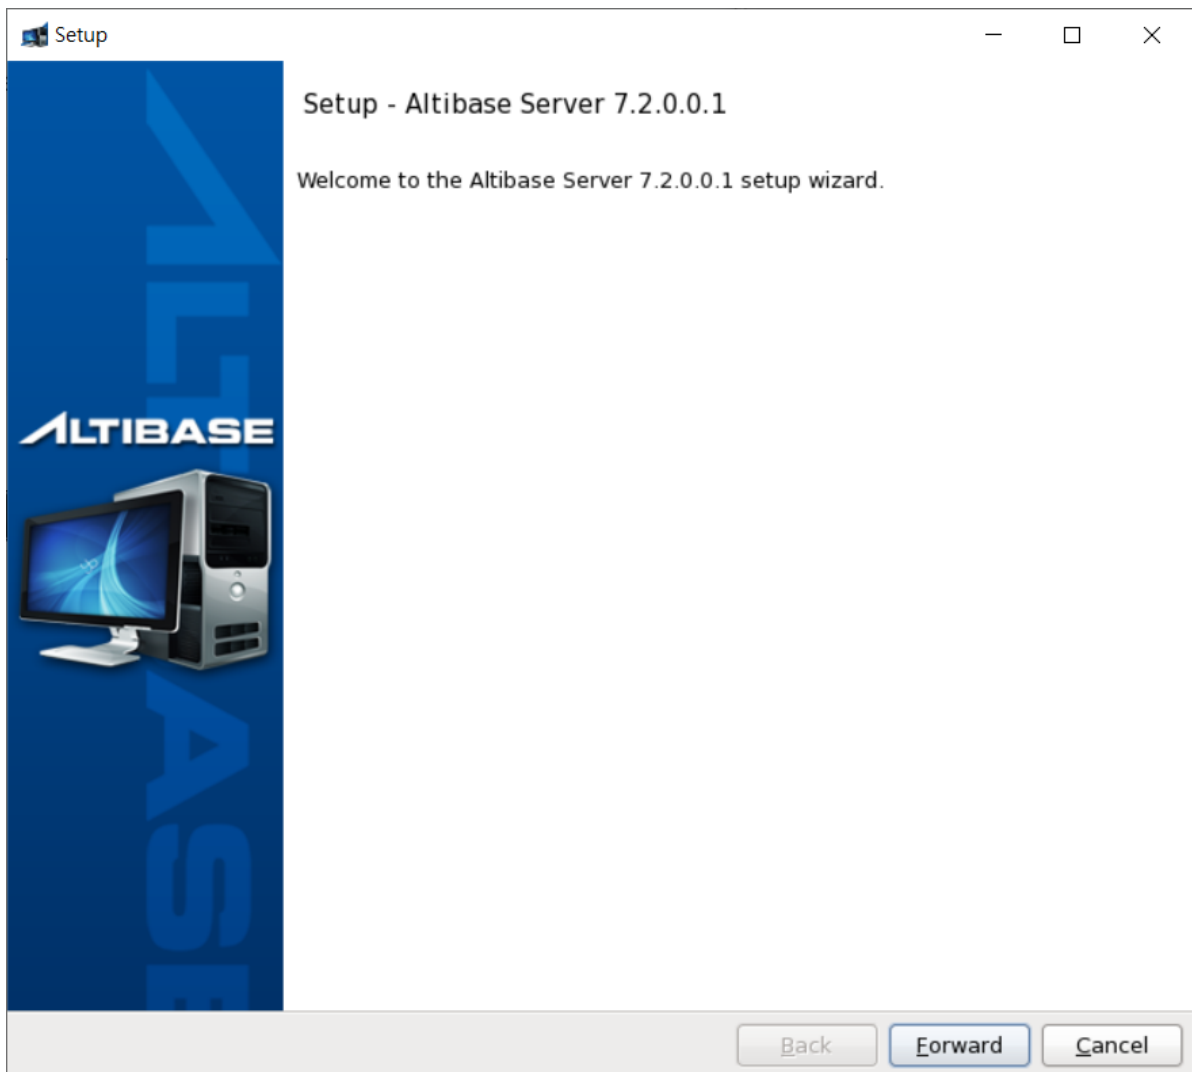 Setup
Setup - Altibase Server 7.2.0.0.1
Welcome to the Altibase Server 7.2.0.0.1 setup wizard.
ALTIBASE
ALTIBASE
Back
Forward
Cancel